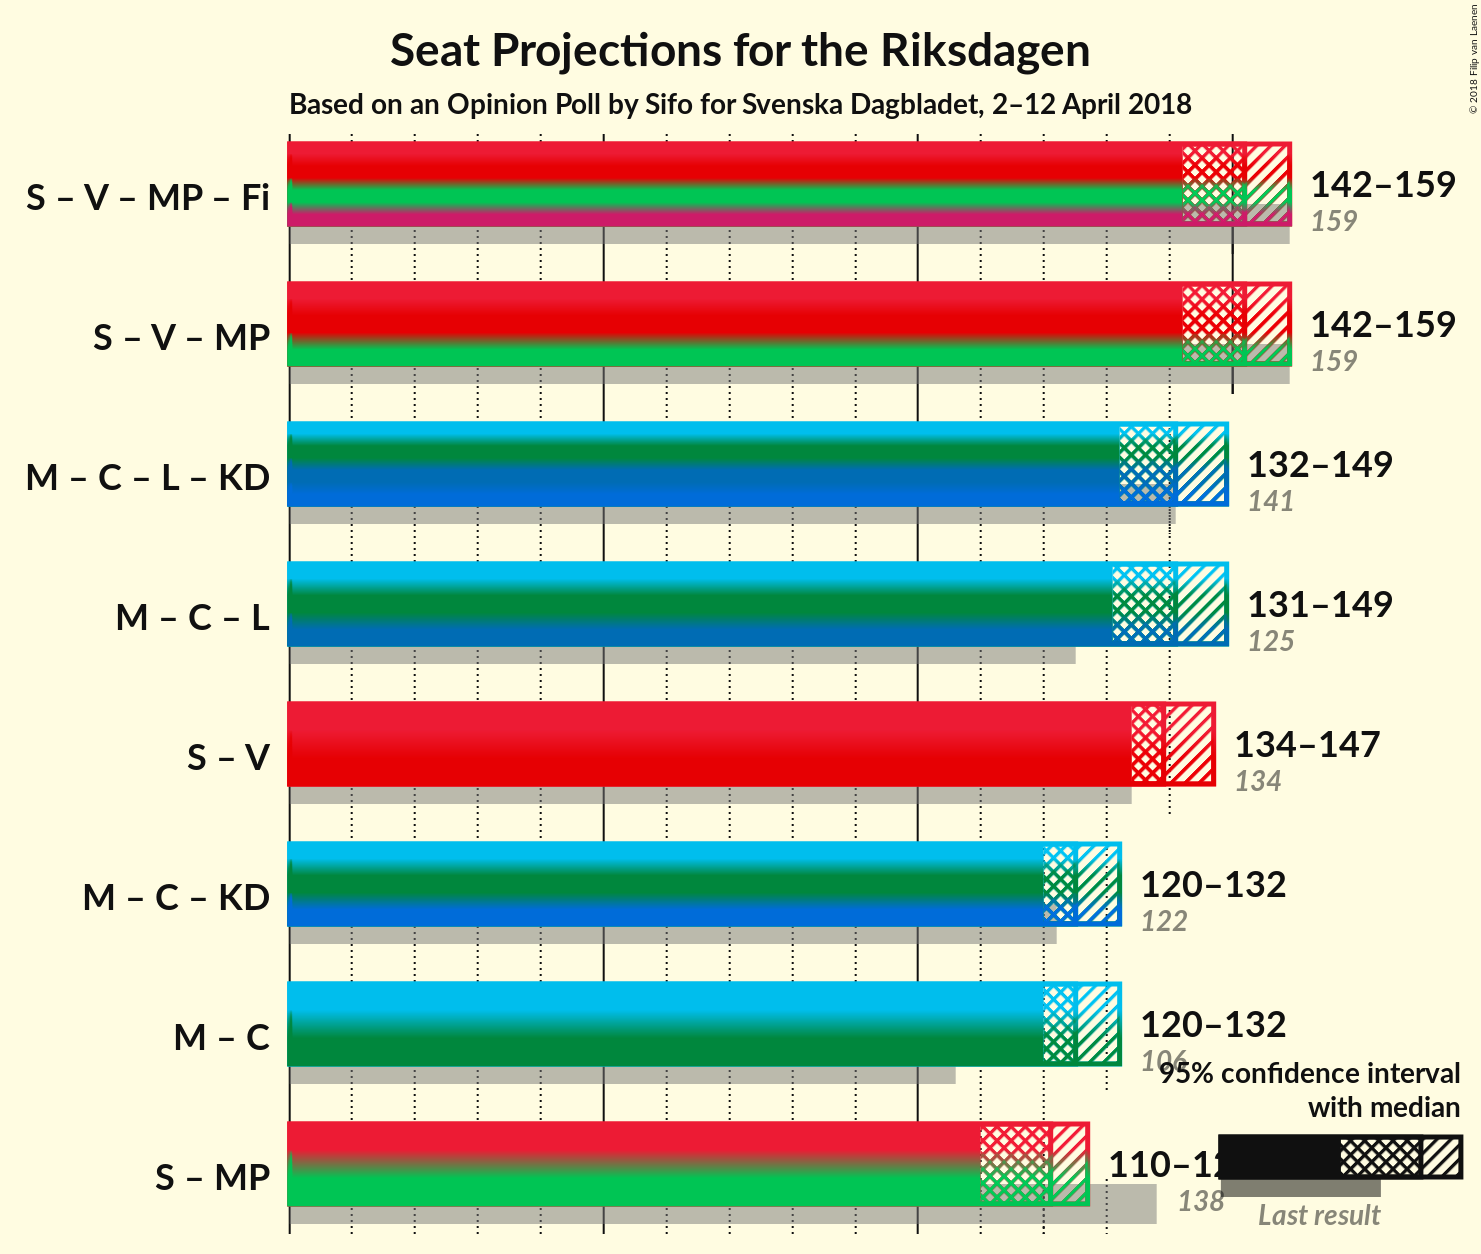 Seat Projections for the Riksdagen
Based on an Opinion Poll by Sifo for Svenska Dagbladet, 2–12 April 2018
© 2018 Filip van Laenen
S – V – MP – Fi
142–159
159
S – V – MP
142–159
159
M – C – L – KD
132–149
141
M – C – L
131–149
125
S – V
134–147
134
M – C – KD
120–132
122
M – C
120–132
106
95% confidence interval
with median
S – MP
138
Last result